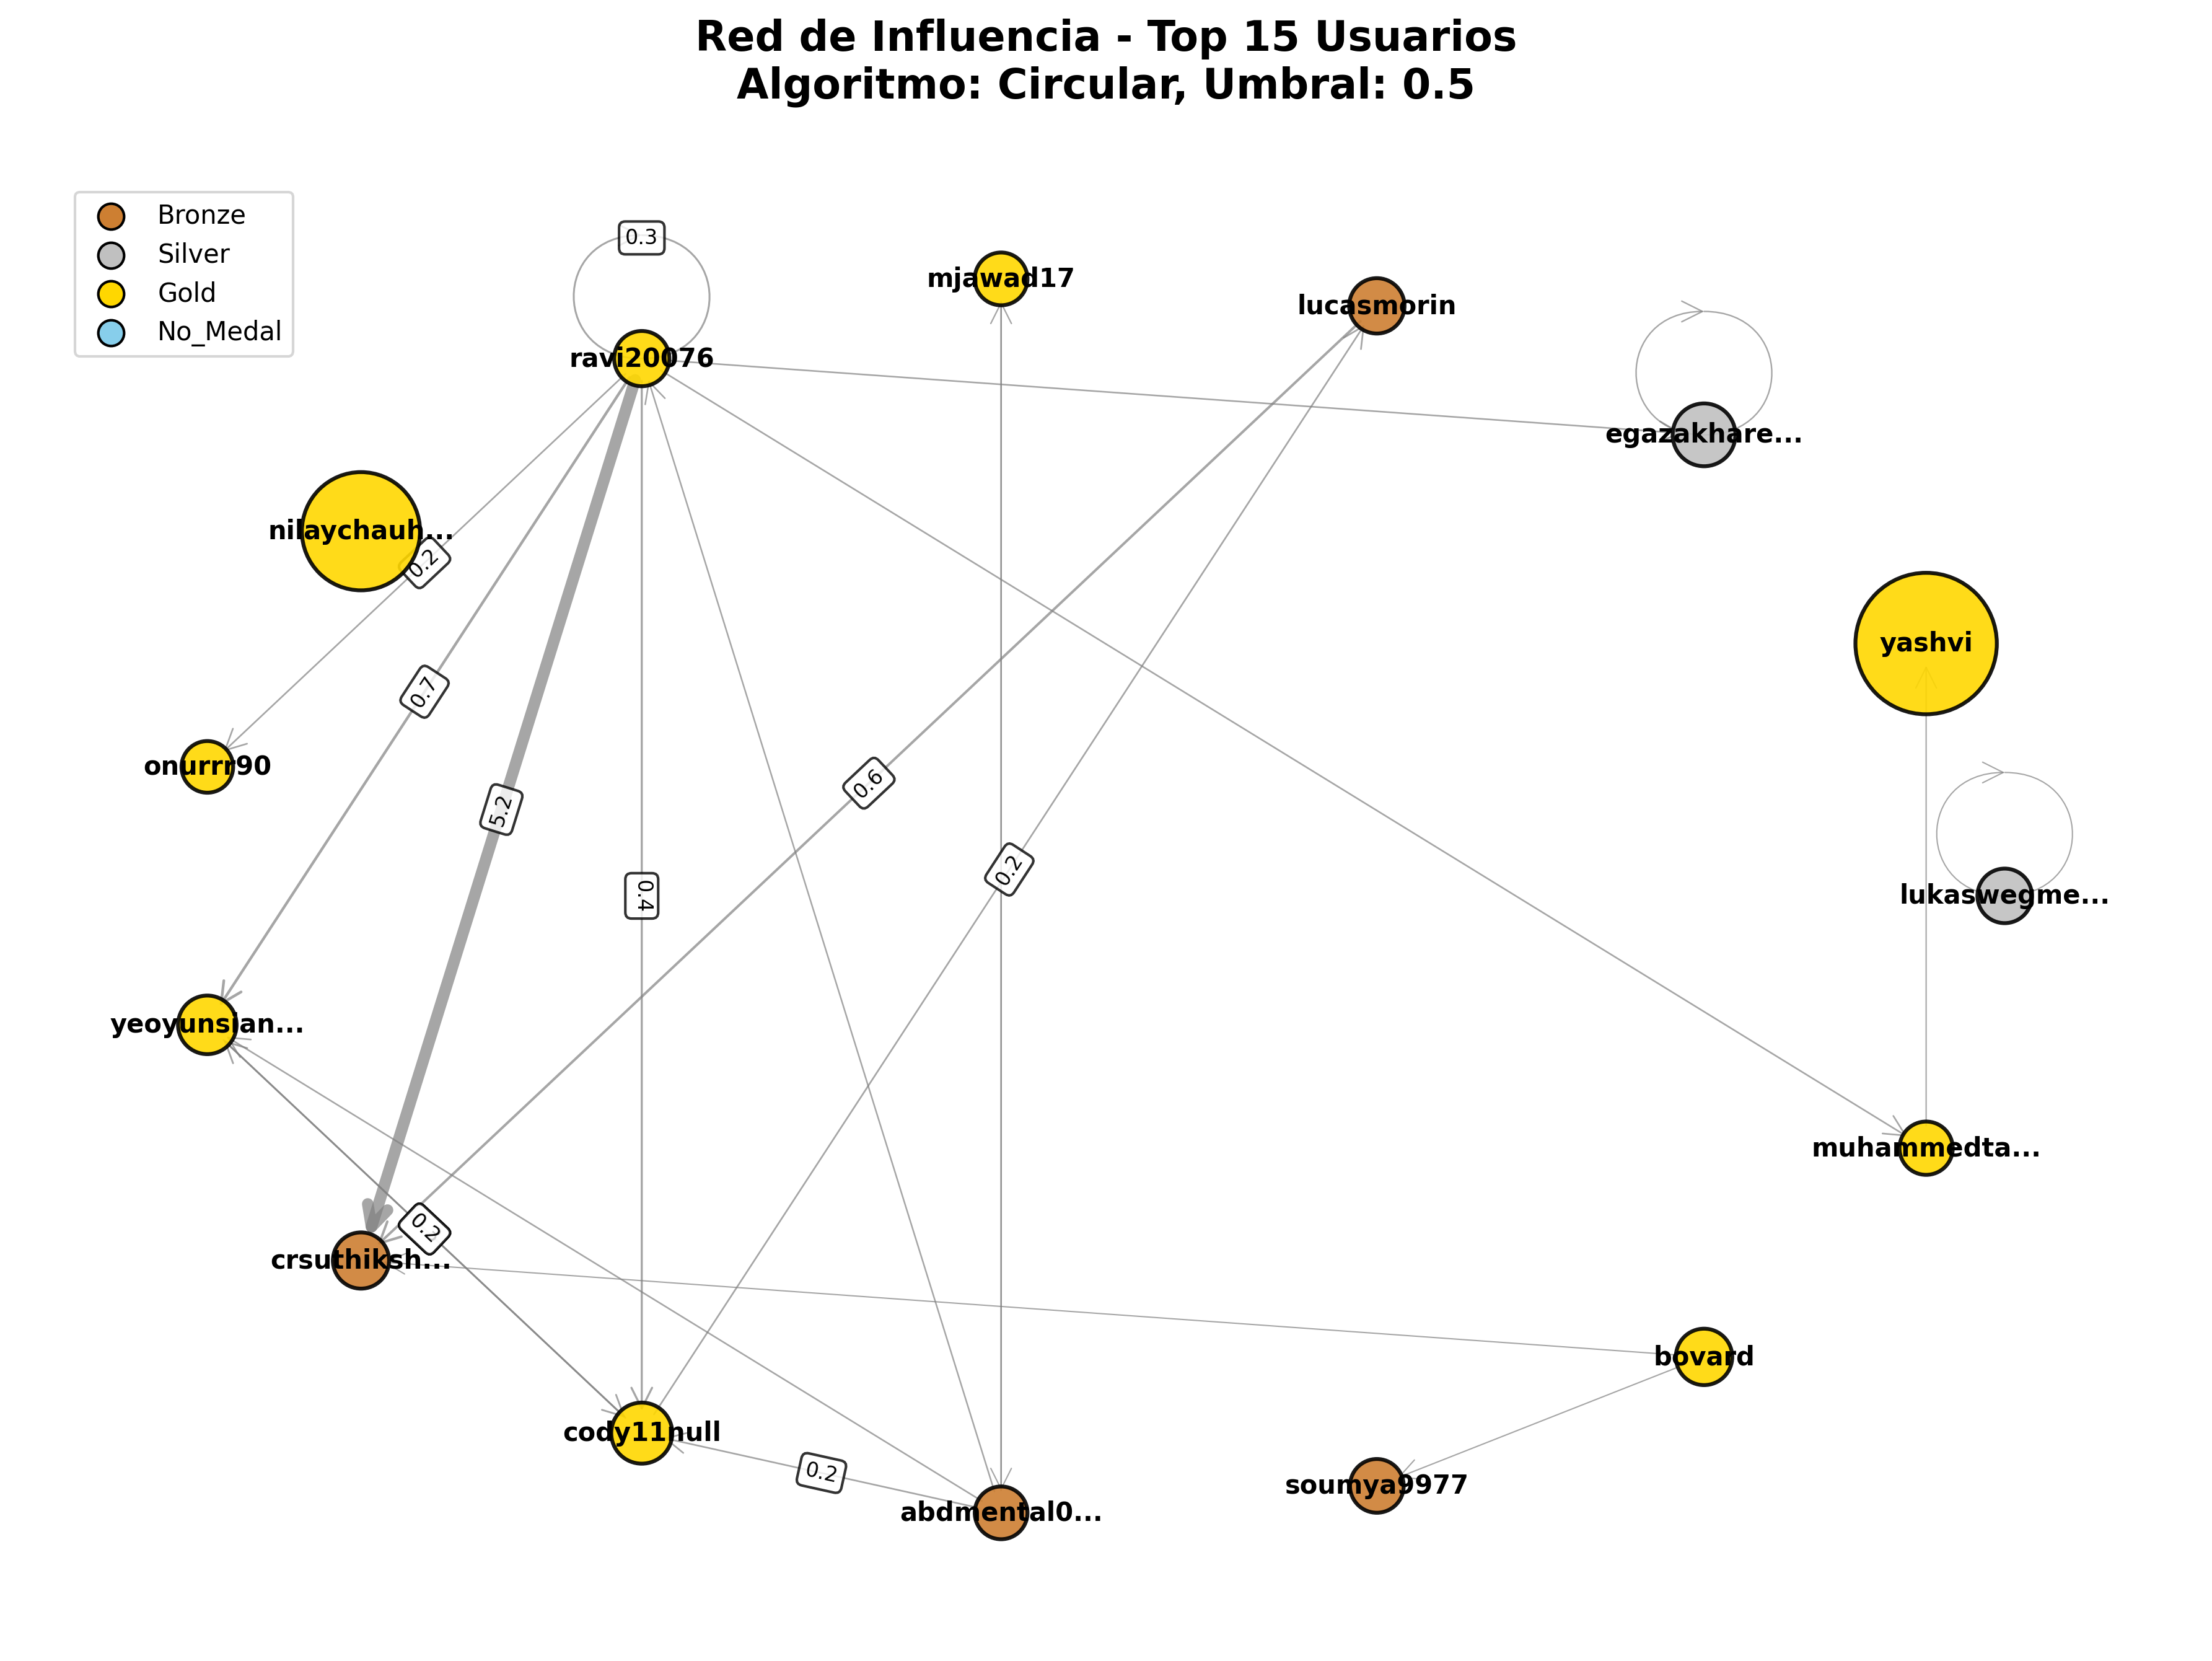 Red de Influencia - Top 15 Usuarios
Algoritmo: Circular, Umbral: 0.5
Bronze
Silver
Gold
No_Medal
0.3
mjawad17
lucasmorin
ravi20076
egazakhare...
nilaychauh...
0.2
yashvi
0.7
onurrr90
0.6
5.2
0.2
0.4
lukaswegme...
yeoyunsian...
muhammedta...
0.2
crsuthiksh...
bovard
cody11null
0.2
soumya9977
abdmental0...